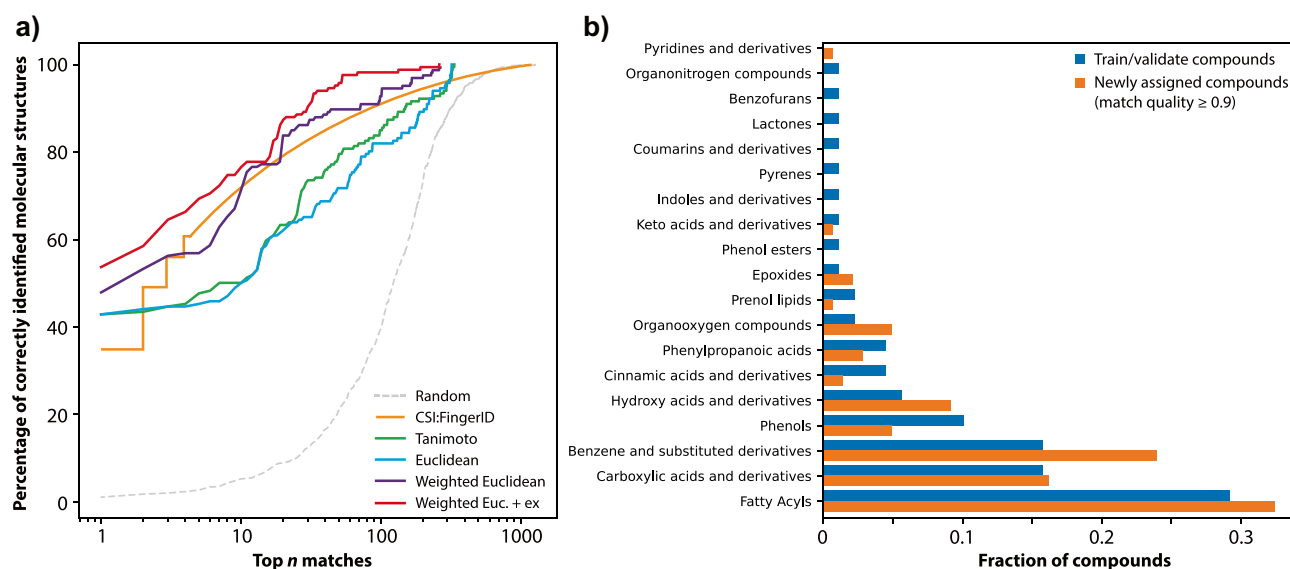 a)
Percentage of correctly identified molecular structures
100
80
60
40
20
0
1
10
100
1000
Top n matches
Random
CSI:FingerID
Tanimoto
Euclidean
Weighted Euclidean
Weighted Euc. + ex
b)
Pyridines and derivatives
Organonitrogen compounds
Benzofurans
Lactones
Coumarins and derivatives
Pyrenes
Indoles and derivatives
Keto acids and derivatives
Phenol esters
Epoxides
Prenol lipids
Organooxygen compounds
Phenylpropanoic acids
Cinnamic acids and derivatives
Hydroxy acids and derivatives
Phenols
Benzene and substituted derivatives
Carboxylic acids and derivatives
Fatty Acyls
Train/validate compounds
Newly assigned compounds
(match quality ≥ 0.9)
0
0.1
0.2
0.3
Fraction of compounds